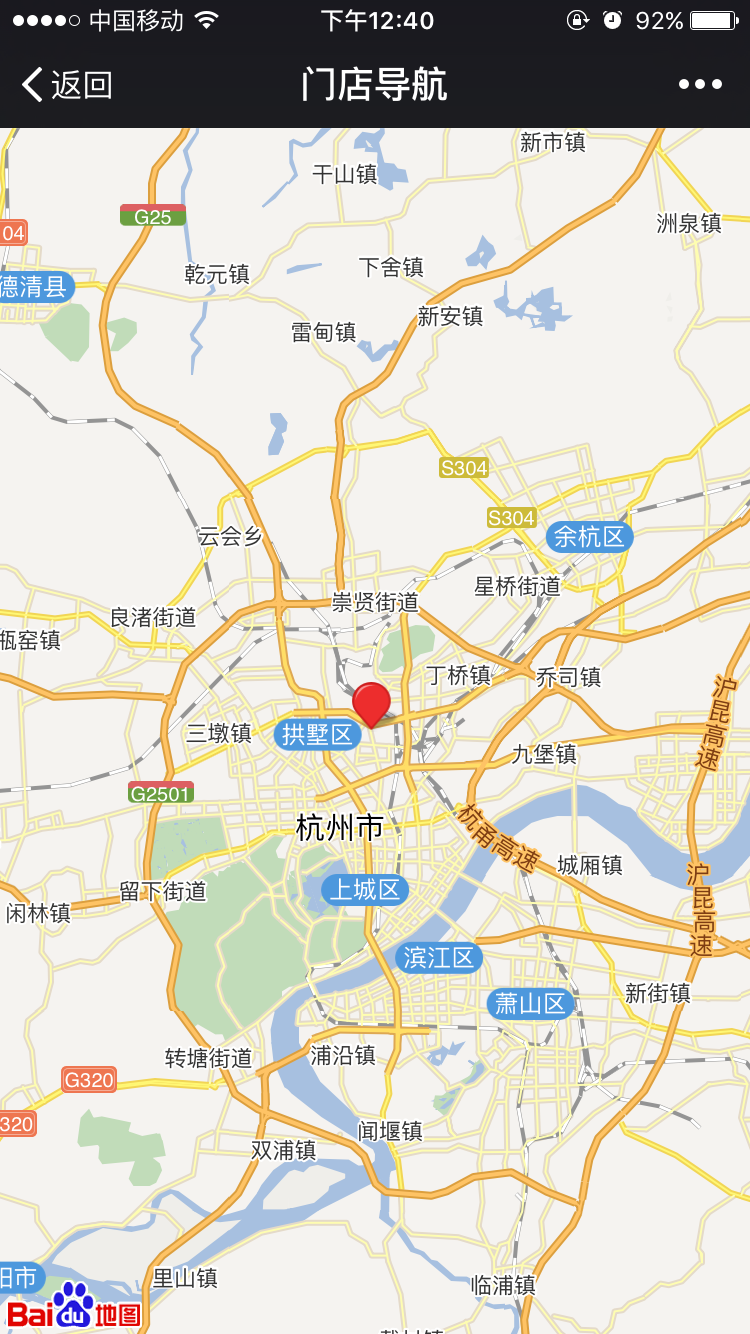 中国移动 下午12:40 92%
返回 门店导航
新市镇
干山镇
G25
洲泉镇
04
乾元镇 下舍镇
德清县
雷甸镇 新安镇
S304
S304
云会乡 余杭区
星桥街道
良渚街道 崇贤街道
瓶窑镇
丁桥镇 乔司镇
沪昆高速
三墩镇 拱墅区
九堡镇
G2501
杭州市
杭甬高速
留下街道 上城区 城厢镇
沪昆高速
闲林镇
滨江区
萧山区 新街镇
转塘街道 浦沿镇
G320
320
闻堰镇
双浦镇
阳市 里山镇
临浦镇
Bai du 地图